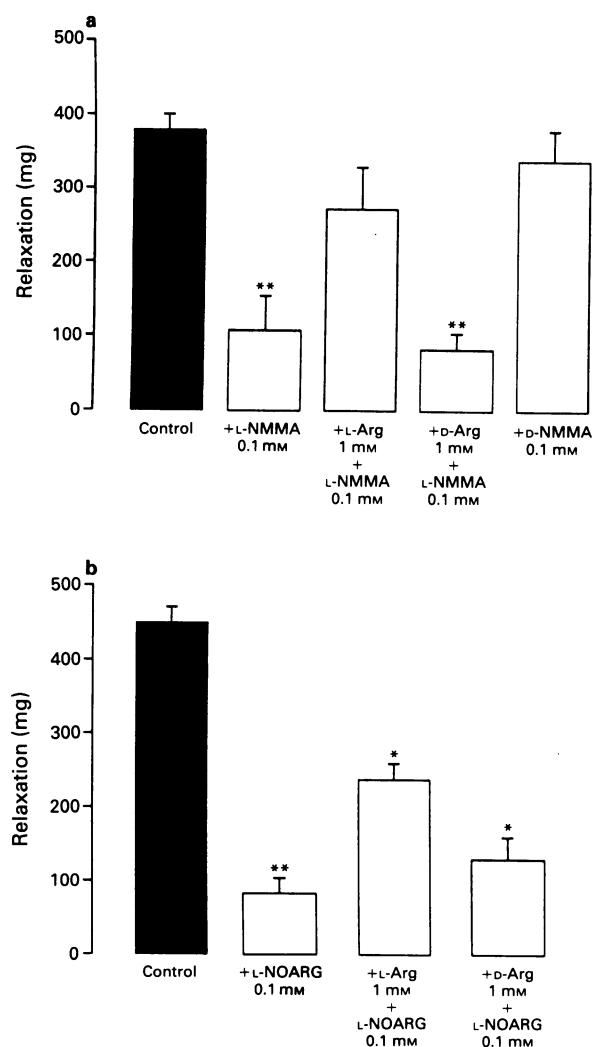 a
500
400
300
200
100
0
Relaxation (mg)
**
**
Control
+L-NMMA
0.1 mM
+L-Arg
1 mM
+
L-NMMA
0.1 mM
+D-Arg
1 mM
+
L-NMMA
0.1 mM
+D-NMMA
0.1 mM
b
500
400
300
200
100
0
Relaxation (mg)
**
*
*
Control
+L-NOARG
0.1 mM
+L-Arg
1 mM
+
L-NOARG
0.1 mM
+D-Arg
1 mM
+
L-NOARG
0.1 mM